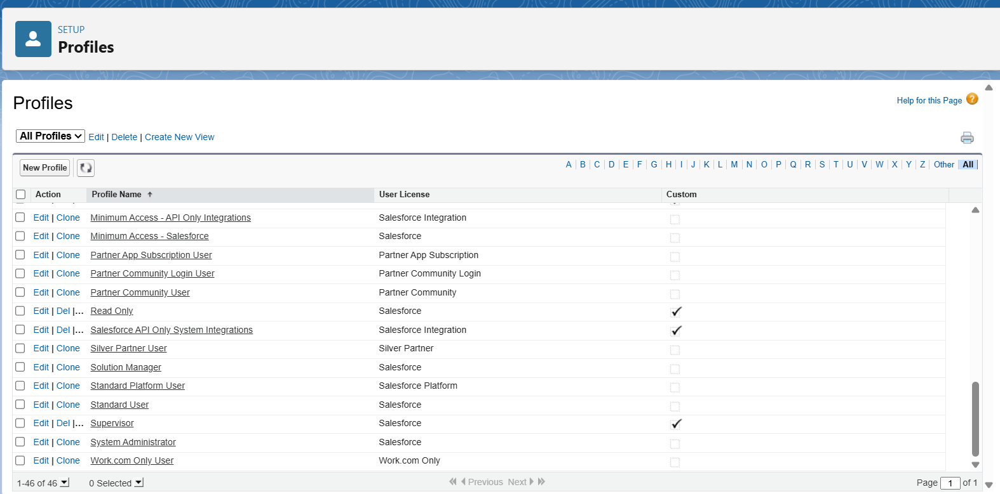 SETUP
Profiles
Profiles
Help for this Page ?
All Profiles Edit | Delete | Create New View
New Profile A B C D E F G H I J K L M N O P Q R S T U V W X Y Z Other All
Action Profile Name User License Custom
Edit | Clone Minimum Access - API Only Integrations Salesforce Integration
Edit | Clone Minimum Access - Salesforce Salesforce
Edit | Clone Partner App Subscription User Partner App Subscription
Edit | Clone Partner Community Login User Partner Community Login
Edit | Clone Partner Community User Partner Community
Edit | Del |... Read Only Salesforce
Edit | Del |... Salesforce API Only System Integrations Salesforce Integration
Edit | Clone Silver Partner User Silver Partner
Edit | Clone Solution Manager Salesforce
Edit | Clone Standard Platform User Salesforce Platform
Edit | Clone Standard User Salesforce
Edit | Del |... Supervisor Salesforce
Edit | Clone System Administrator Salesforce
Edit | Clone Work.com Only User Work.com Only
1-46 of 46 0 Selected Previous Next Page 1 of 1